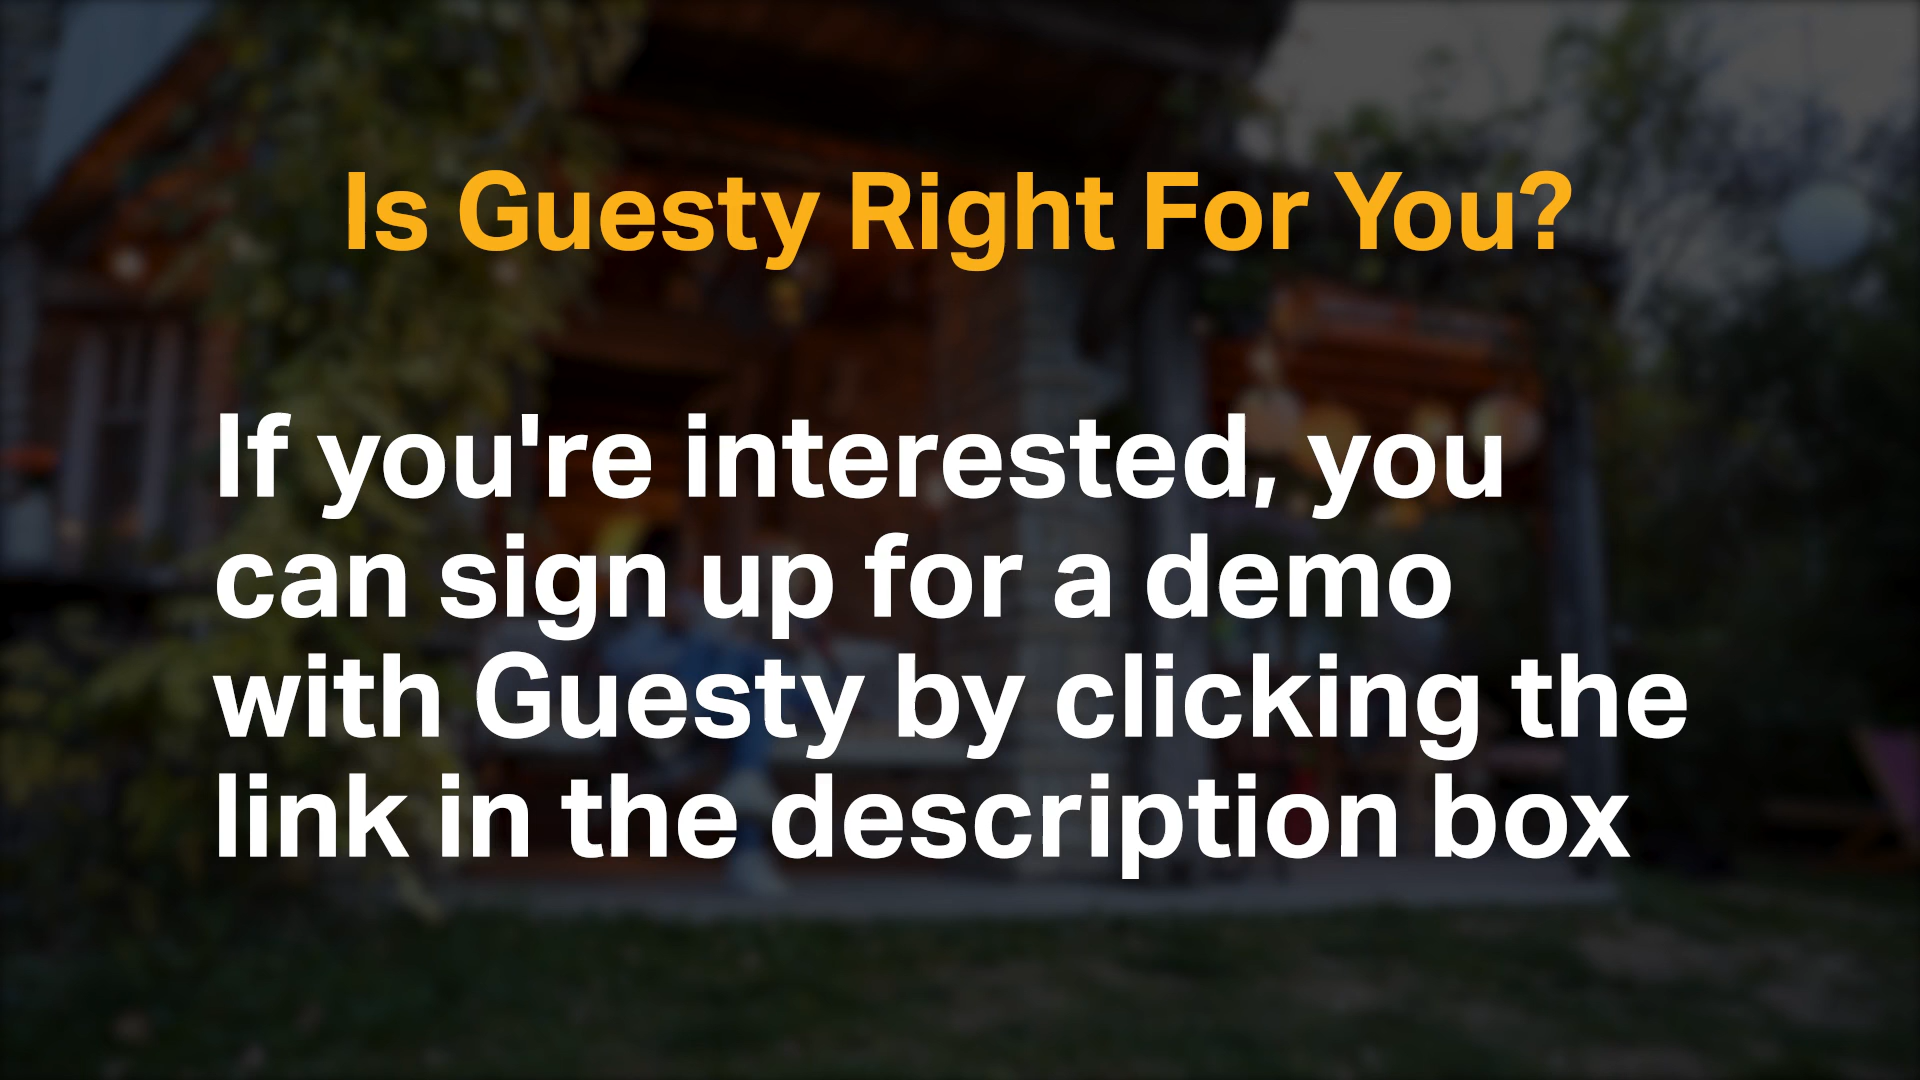 Is Guesty Right For You?
If you're interested, you
can sign up for a demo
with Guesty by clicking the
link in the description box